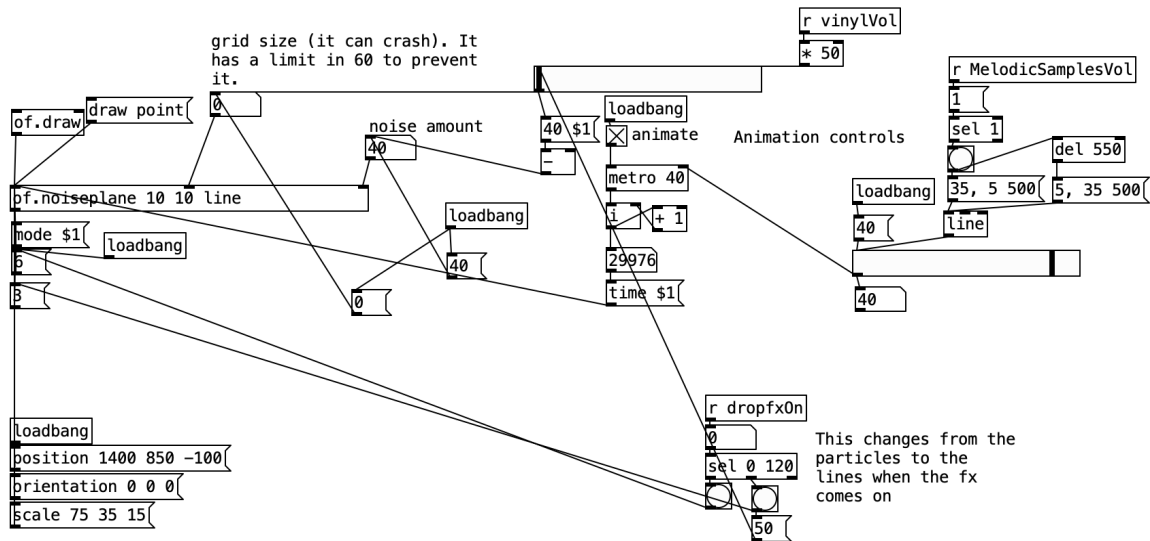 r vinylVol
* 50
grid size (it can crash). It
has a limit in 60 to prevent
it.
r MelodicSamplesVol
of.draw
draw point
0
noise amount
40
40 $1
-
loadbang
animate
Animation controls
1
sel 1
del 550
metro 40
loadbang
35, 5 500
5, 35 500
of.noiseplane 10 10 line
i
+ 1
40
line
mode $1
loadbang
loadbang
6
40
29976
3
0
time $1
40
r dropfxOn
0
This changes from the
particles to the
lines when the fx
comes on
loadbang
position 1400 850 -100
sel 0 120
orientation 0 0 0
scale 75 35 15
50